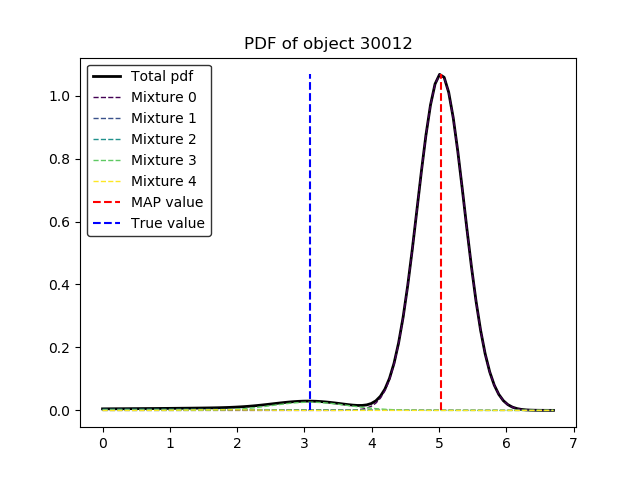 PDF of object 30012
Total pdf
Mixture 0
Mixture 1
Mixture 2
Mixture 3
Mixture 4
MAP value
True value
1.0
0.8
0.6
0.4
0.2
0.0
0 1 2 3 4 5 6 7